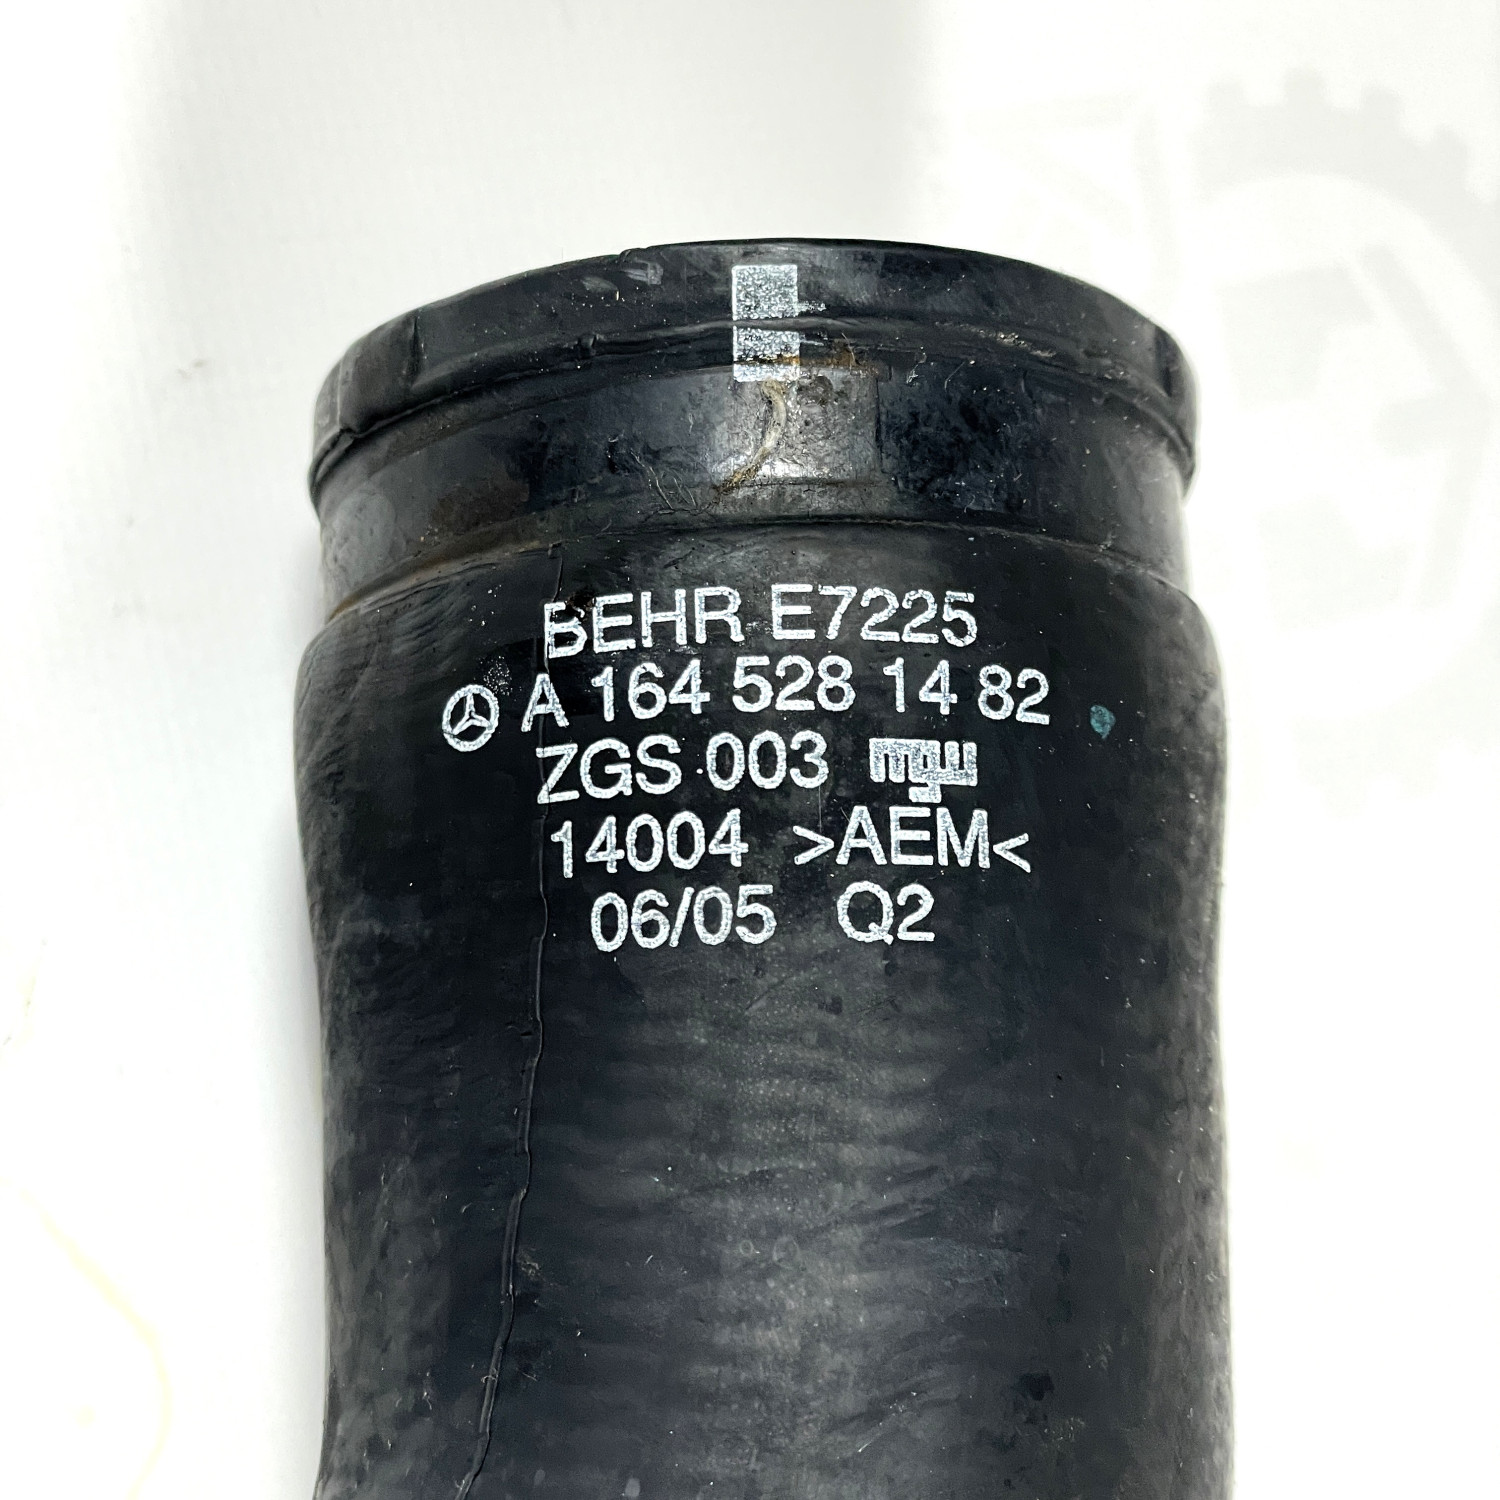 BEHR E7225
A 164 528 14 82
ZGS 003
14004 >AEM<
06/05 Q2